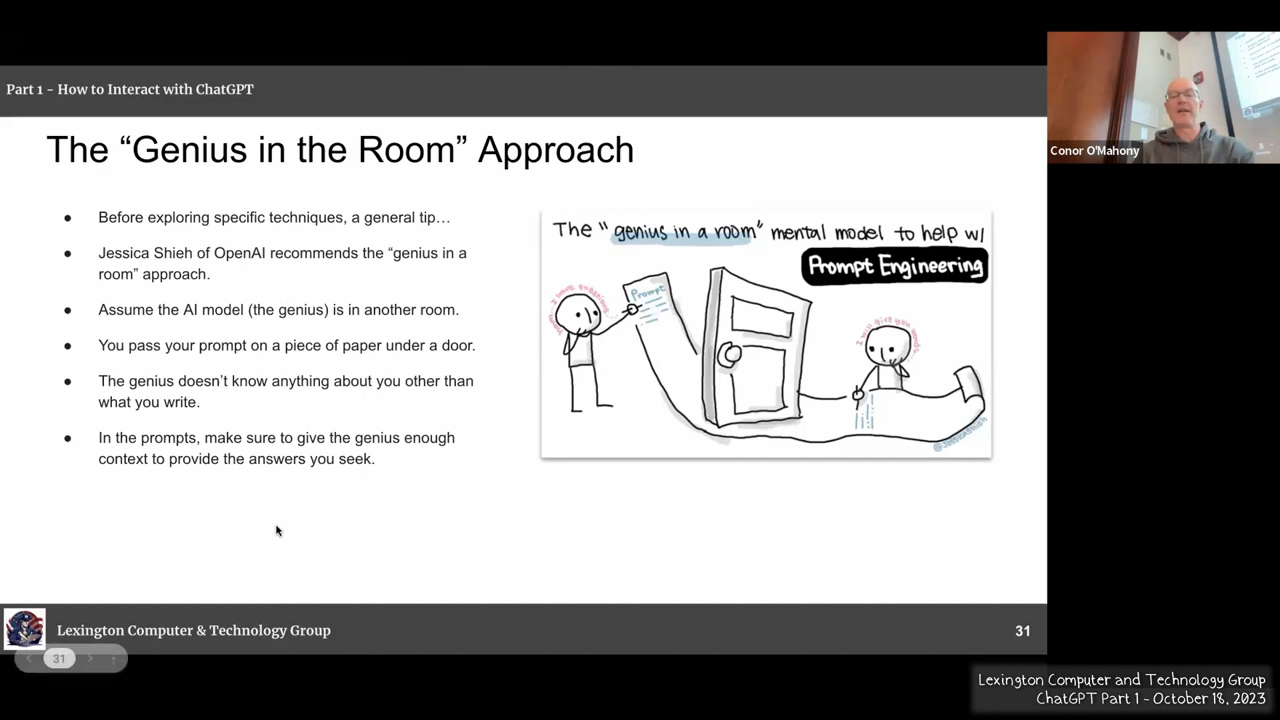 Part 1 - How to Interact with ChatGPT
The “Genius in the Room” Approach
● Before exploring specific techniques, a general tip…
● Jessica Shieh of OpenAI recommends the “genius in a
room” approach.
● Assume the AI model (the genius) is in another room.
● You pass your prompt on a piece of paper under a door.
● The genius doesn’t know anything about you other than
what you write.
● In the prompts, make sure to give the genius enough
context to provide the answers you seek.
The "genius in a room" mental model to help w/
Prompt Engineering
Prompt
Conor O'Mahony
Lexington Computer & Technology Group
31
31
Lexington Computer and Technology Group
ChatGPT Part 1 - October 18, 2023